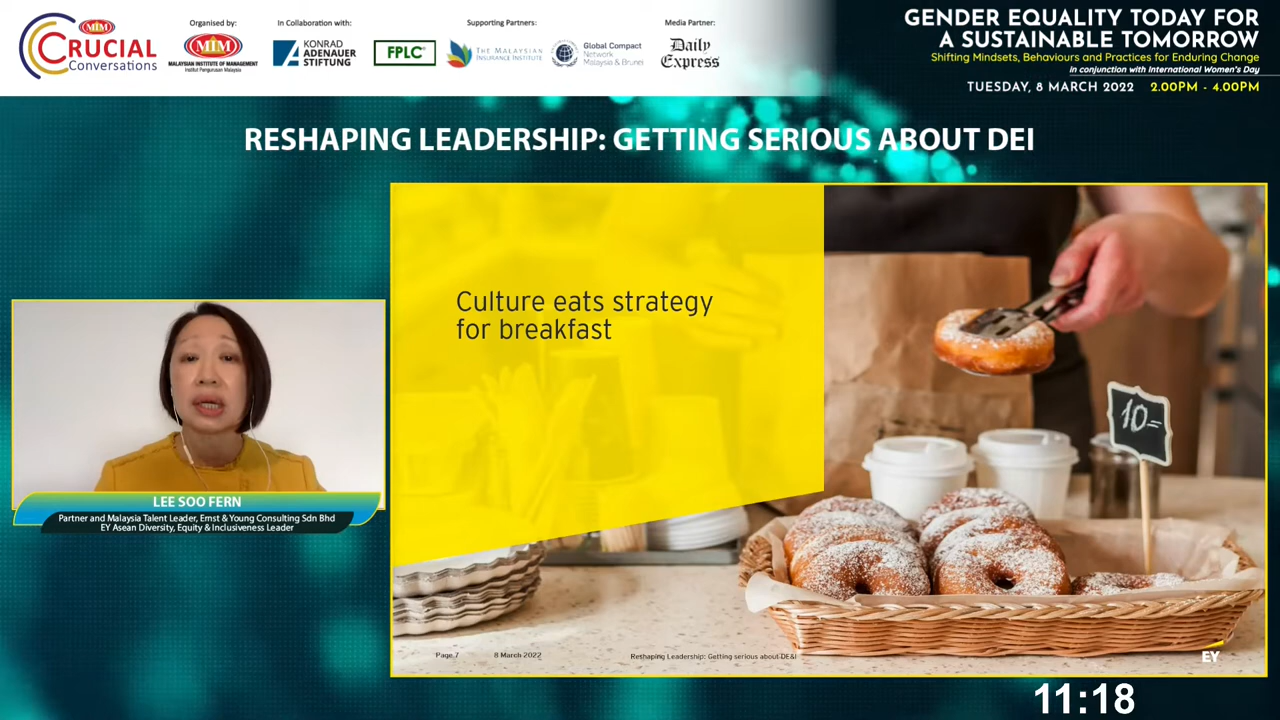 MIM
CRUCIAL
Conversations
Organised by:
MIM
MALAYSIAN INSTITUTE OF MANAGEMENT
Institut Pengurusan Malaysia
In Collaboration with:
KONRAD
ADENAUER
STIFTUNG
FPLC
Supporting Partners:
THE MALAYSIAN
INSURANCE INSTITUTE
Global Compact
Network
Malaysia & Brunei
Media Partner:
Daily
Express
GENDER EQUALITY TODAY FOR
A SUSTAINABLE TOMORROW
Shifting Mindsets, Behaviours and Practices for Enduring Change
in conjunction with International Women's Day
TUESDAY, 8 MARCH 2022 2.00PM - 4.00PM
RESHAPING LEADERSHIP: GETTING SERIOUS ABOUT DEI
Culture eats strategy
for breakfast
10=
LEE SOO FERN
Partner and Malaysia Talent Leader, Ernst & Young Consulting Sdn Bhd
EY Asean Diversity, Equity & Inclusiveness Leader
Page 7 8 March 2022 Reshaping Leadership: Getting serious about DE&I
EY
11:18